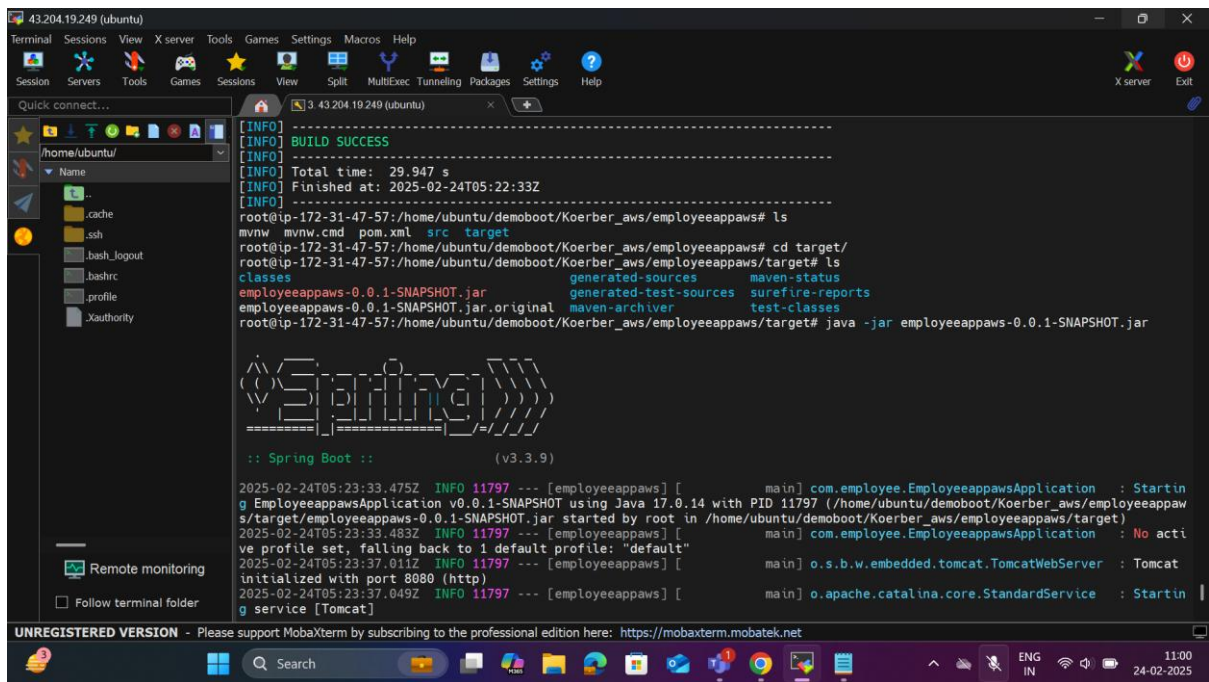 43.204.19.249 (ubuntu)
Terminal Sessions View X server Tools Games Settings Macros Help
Session Servers Tools Games Sessions View Split MultiExec Tunneling Packages Settings Help X server Exit
Quick connect...
3. 43.204.19.249 (ubuntu)
/home/ubuntu/
Name
..
.cache
.ssh
.bash_logout
.bashrc
.profile
.Xauthority
Remote monitoring
Follow terminal folder
[INFO] ------------------------------------------------------------------------
[INFO] BUILD SUCCESS
[INFO] ------------------------------------------------------------------------
[INFO] Total time:  29.947 s
[INFO] Finished at: 2025-02-24T05:22:33Z
[INFO] ------------------------------------------------------------------------
root@ip-172-31-47-57:/home/ubuntu/demoboot/Koerber_aws/employeeappaws# ls
mvnw  mvnw.cmd  pom.xml  src  target
root@ip-172-31-47-57:/home/ubuntu/demoboot/Koerber_aws/employeeappaws# cd target/
root@ip-172-31-47-57:/home/ubuntu/demoboot/Koerber_aws/employeeappaws/target# ls
classes generated-sources maven-status
employeeappaws-0.0.1-SNAPSHOT.jar generated-test-sources surefire-reports
employeeappaws-0.0.1-SNAPSHOT.jar.original maven-archiver test-classes
root@ip-172-31-47-57:/home/ubuntu/demoboot/Koerber_aws/employeeappaws/target# java -jar employeeappaws-0.0.1-SNAPSHOT.jar
Spring
:: Spring Boot :: (v3.3.9)
2025-02-24T05:23:33.475Z  INFO 11797 --- [employeeappaws] [ main] com.employee.EmployeeappawsApplication : Startin
g EmployeeappawsApplication v0.0.1-SNAPSHOT using Java 17.0.14 with PID 11797 (/home/ubuntu/demoboot/Koerber_aws/employeeappaw
s/target/employeeappaws-0.0.1-SNAPSHOT.jar started by root in /home/ubuntu/demoboot/Koerber_aws/employeeappaws/target)
2025-02-24T05:23:33.483Z  INFO 11797 --- [employeeappaws] [ main] com.employee.EmployeeappawsApplication : No acti
ve profile set, falling back to 1 default profile: "default"
2025-02-24T05:23:37.011Z  INFO 11797 --- [employeeappaws] [ main] o.s.b.w.embedded.tomcat.TomcatWebServer : Tomcat
initialized with port 8080 (http)
2025-02-24T05:23:37.049Z  INFO 11797 --- [employeeappaws] [ main] o.apache.catalina.core.StandardService : Startin
g service [Tomcat]
UNREGISTERED VERSION - Please support MobaXterm by subscribing to the professional edition here: https://mobaxterm.mobatek.net
3
Search
M365
1
ENG
IN
11:00
24-02-2025